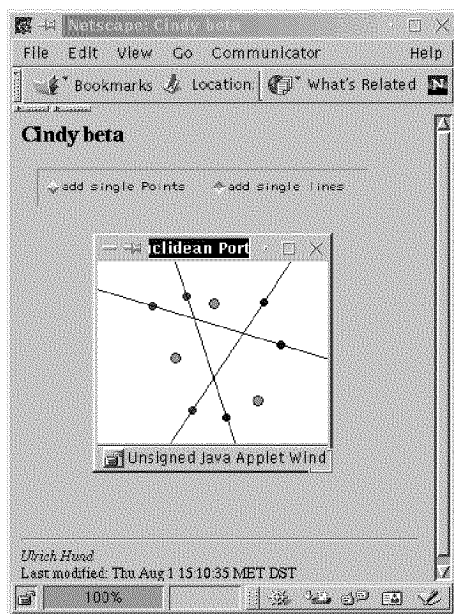 Netscape: Cindy beta
File Edit View Go Communicator Help
Bookmarks Location: What's Related N
Cindy beta
add single Points add single lines
clidean Port
Unsigned Java Applet Wind
Ulrich Hund
Last modified: Thu Aug 1 15:10:35 MET DST
100%